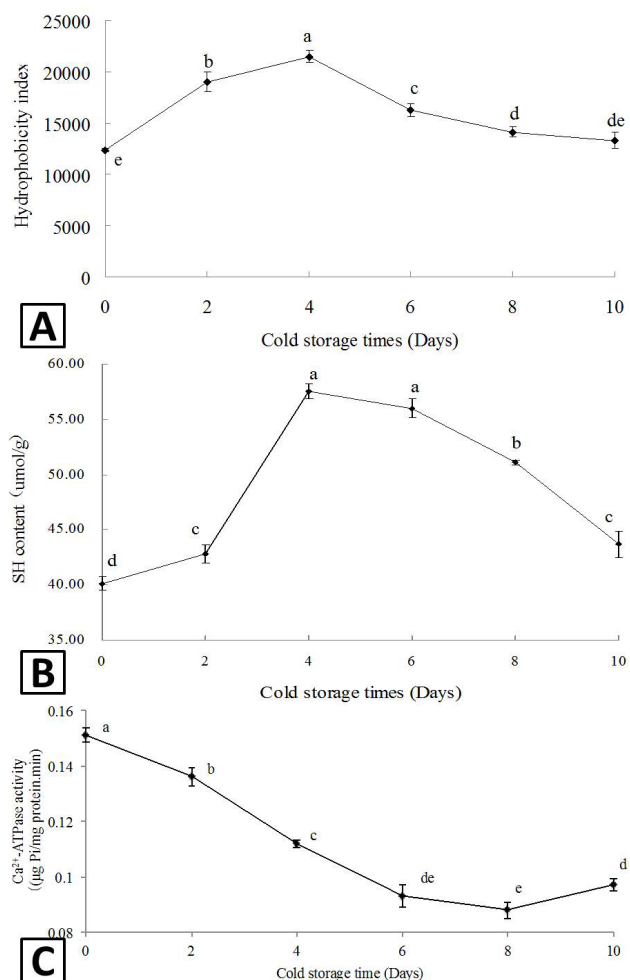 25000
20000
15000
10000
5000
0
Hydrophobicity index
e
b
a
c
d
de
0 2 4 6 8 10
Cold storage times (Days)
A
60.00
55.00
50.00
45.00
40.00
35.00
SH content (umol/g)
d
c
a
a
b
c
0 2 4 6 8 10
Cold storage times (Days)
B
0.16
0.14
0.12
0.1
0.08
Ca²⁺-ATPase activity
((µg Pi/mg protein.min)
a
b
c
de
e
d
0 2 4 6 8 10
Cold storage time (Days)
C